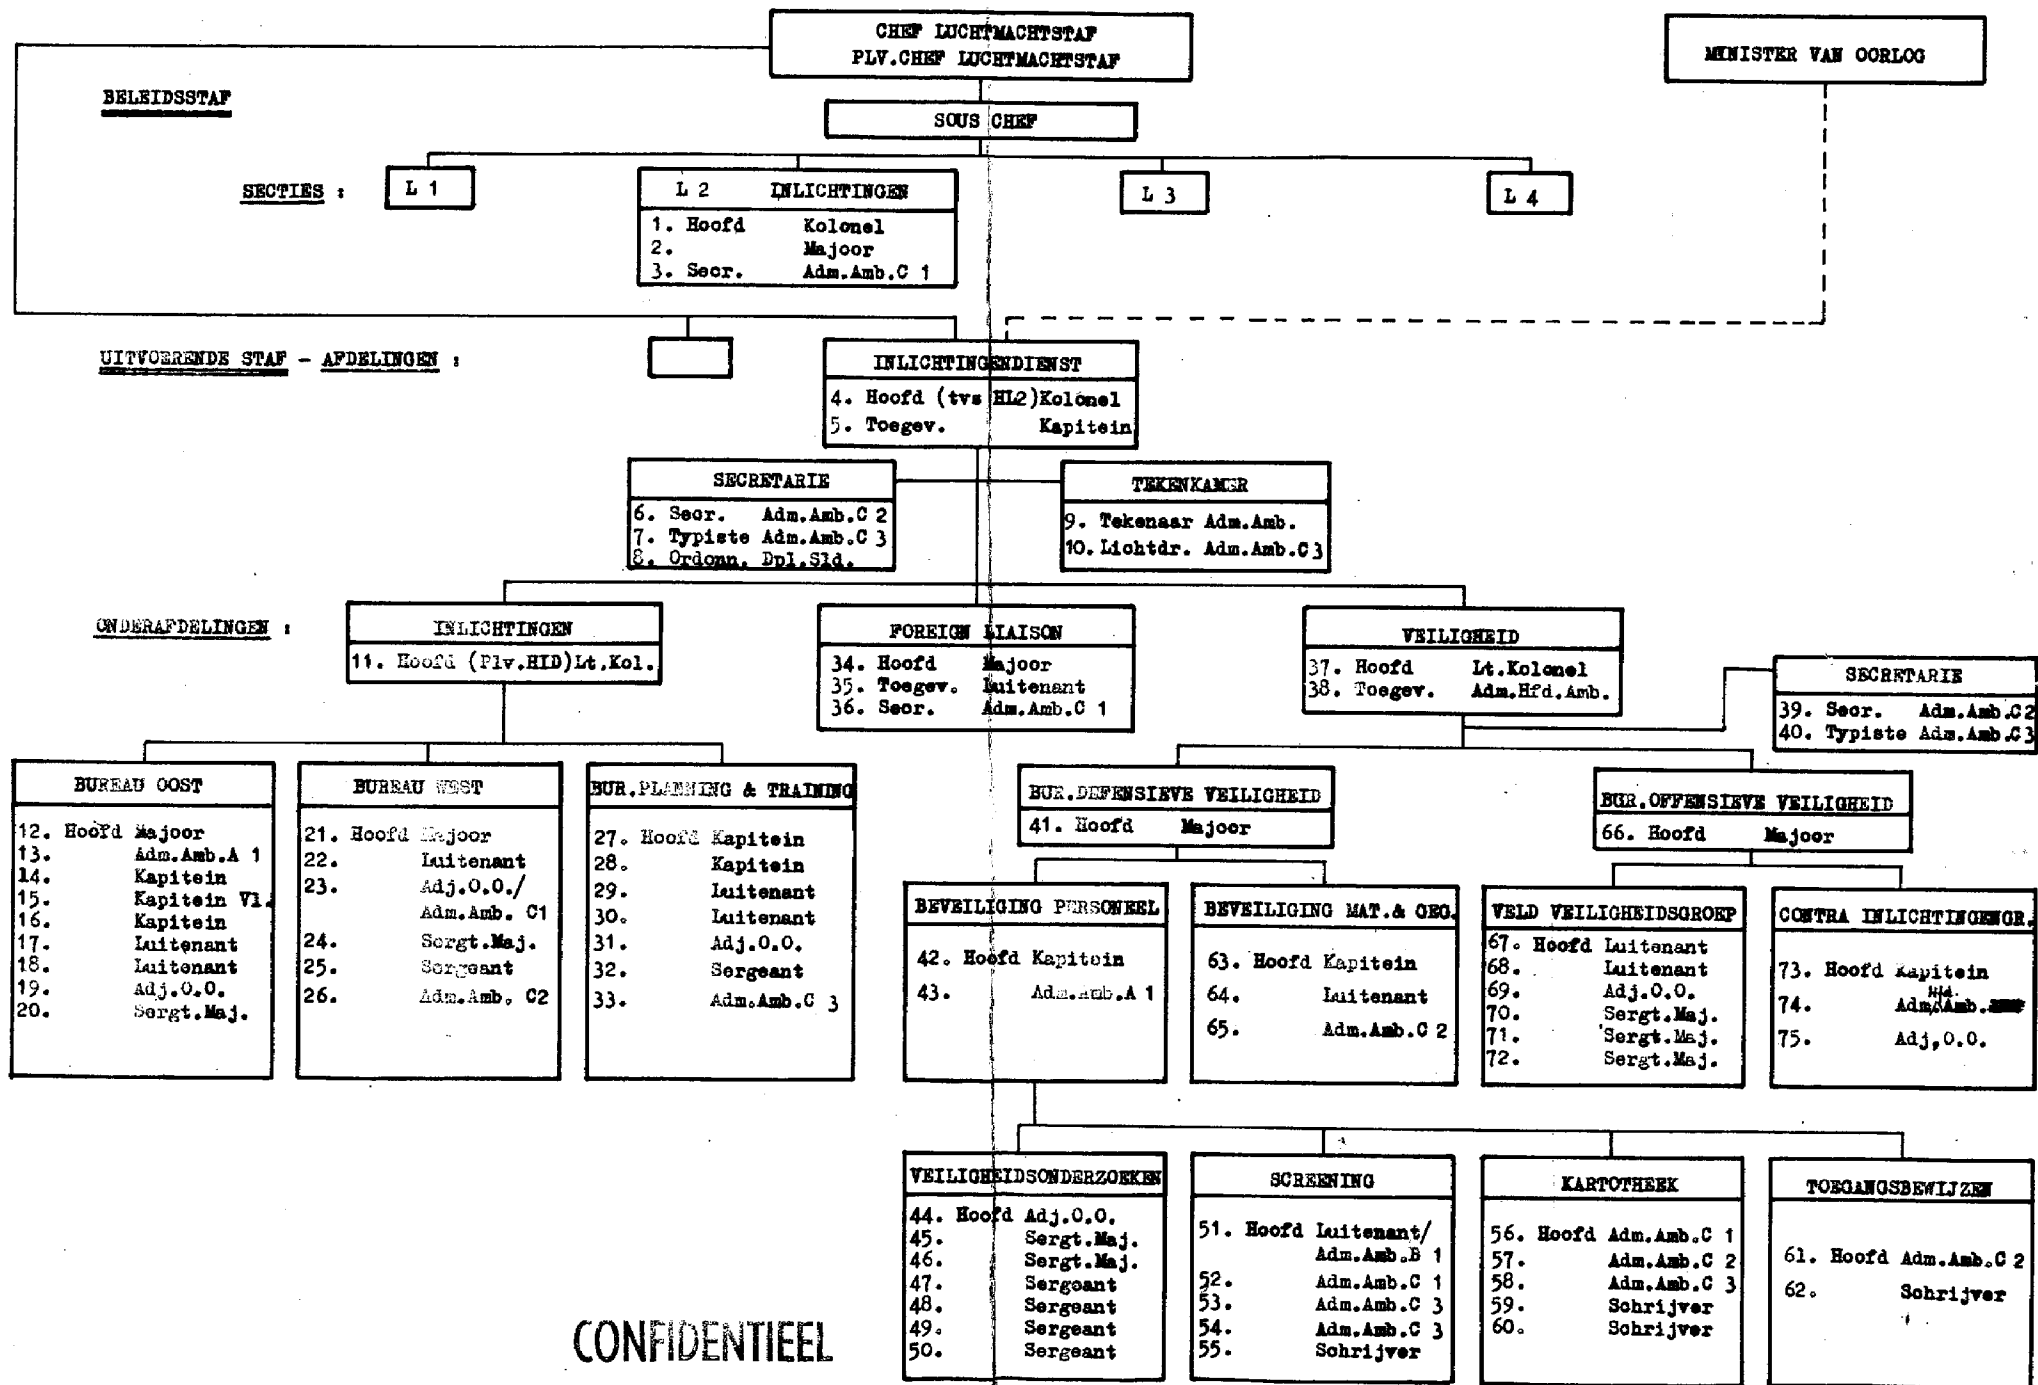 CHEF LUCHTMACHTSTAF
PLV.CHEF LUCHTMACHTSTAF
MINISTER VAN OORLOG
BELEIDSSTAF
SOUS CHEF
SECTIES :
L 1
L 2 INLICHTINGEN
1. Hoofd Kolonel
2. Majoor
3. Secr. Adm.Amb.C 1
L 3
L 4
UITVOERENDE STAF - AFDELINGEN :
INLICHTINGENDIENST
4. Hoofd (tvs HL2)Kolonel
5. Toegev. Kapitein
SECRETARIE
6. Secr. Adm.Amb.C 2
7. Typiste Adm.Amb.C 3
8. Ordonn. Dpl.Sld.
TEKENKAMER
9. Tekenaar Adm.Amb.
10. Lichtdr. Adm.Amb.C 3
ONDERAFDELINGEN :
INLICHTINGEN
11. Hoofd (Plv.HID)Lt.Kol.
FOREIGN LIAISON
34. Hoofd Majoor
35. Toegev. Luitenant
36. Secr. Adm.Amb.C 1
VEILIGHEID
37. Hoofd Lt.Kolonel
38. Toegev. Adm.Hfd.Amb.
SECRETARIE
39. Secr. Adm.Amb.C 2
40. Typiste Adm.Amb.C 3
BUREAU OOST
12. Hoofd Majoor
13. Adm.Amb.A 1
14. Kapitein
15. Kapitein Vl.
16. Kapitein
17. Luitenant
18. Luitenant
19. Adj.O.O.
20. Sergt.Maj.
BUREAU WEST
21. Hoofd Majoor
22. Luitenant
23. Adj.O.O./
Adm.Amb. C1
24. Sergt.Maj.
25. Sergeant
26. Adm.Amb. C2
BUR.PLANNING & TRAINING
27. Hoofd Kapitein
28. Kapitein
29. Luitenant
30. Luitenant
31. Adj.O.O.
32. Sergeant
33. Adm.Amb.C 3
BUR.DEFENSIEVE VEILIGHEID
41. Hoofd Majoor
BUR.OFFENSIEVE VEILIGHEID
66. Hoofd Majoor
BEVEILIGING PERSONEEL
42. Hoofd Kapitein
43. Adm.Amb.A 1
BEVEILIGING MAT.& GEG.
63. Hoofd Kapitein
64. Luitenant
65. Adm.Amb.C 2
VELD VEILIGHEIDSGROEP
67. Hoofd Luitenant
68. Luitenant
69. Adj.O.O.
70. Sergt.Maj.
71. Sergt.Maj.
72. Sergt.Maj.
CONTRA INLICHTINGENGR.
73. Hoofd Kapitein
Hfd.
74. Adm.Amb.
75. Adj.O.O.
VEILIGHEIDSONDERZOEKEN
44. Hoofd Adj.O.O.
45. Sergt.Maj.
46. Sergt.Maj.
47. Sergeant
48. Sergeant
49. Sergeant
50. Sergeant
SCREENING
51. Hoofd Luitenant/
Adm.Amb.B 1
52. Adm.Amb.C 1
53. Adm.Amb.C 3
54. Adm.Amb.C 3
55. Schrijver
KARTOTHEEK
56. Hoofd Adm.Amb.C 1
57. Adm.Amb.C 2
58. Adm.Amb.C 3
59. Schrijver
60. Schrijver
TOEGANGSBEWIJZEN
61. Hoofd Adm.Amb.C 2
62. Schrijver
CONFIDENTIEEL